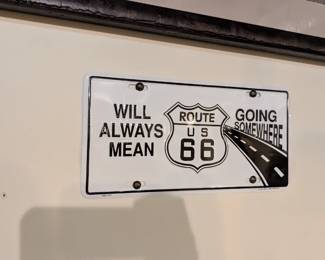 WILL
ALWAYS
MEAN
ROUTE
US
66
GOING
SOMEWHERE